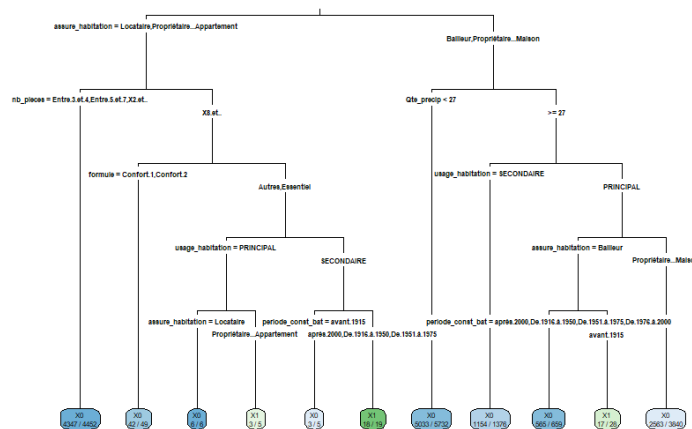 assure_habitation = Locataire,Propriétaire...Appartement
Bailleur,Propriétaire...Maison
nb_pieces = Entre.3.et.4,Entre.5.et.7,X2.et..
X8.et..
Qte_precip < 27
>= 27
formule = Confort.1,Confort.2
Autres,Essentiel
usage_habitation = SECONDAIRE
PRINCIPAL
usage_habitation = PRINCIPAL
SECONDAIRE
assure_habitation = Bailleur
Propriétaire...Maison
assure_habitation = Locataire
Propriétaire...Appartement
periode_const_bat = avant.1915
après.2000,De.1916.à.1950,De.1951.à.1975
periode_const_bat = après.2000,De.1916.à.1950,De.1951.à.1975,De.1976.à.2000
avant.1915
X0
4347 / 4452
X0
42 / 49
X0
6 / 6
X1
3 / 5
X0
3 / 5
X1
18 / 19
X0
5033 / 5732
X0
1154 / 1376
X0
565 / 659
X1
17 / 26
X0
2563 / 3840